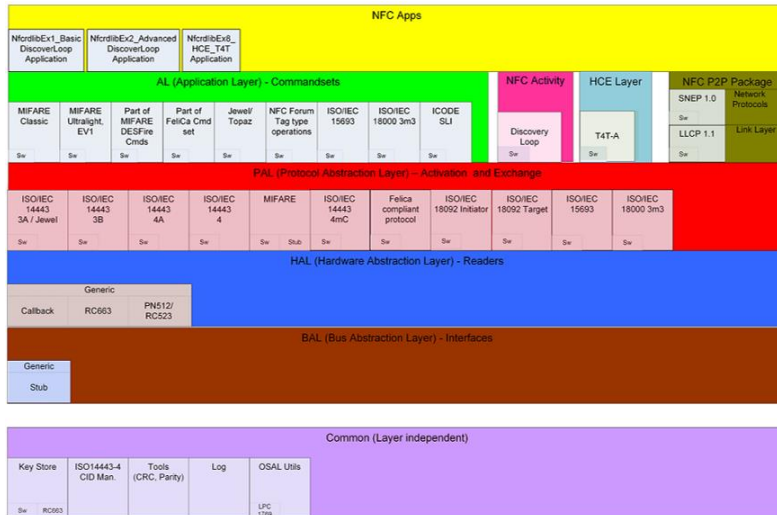 NFC Apps
NfcrdlibEx1_Basic
DiscoverLoop
Application
NfcrdlibEx2_Advanced
DiscoverLoop
Application
NfcrdlibEx8_
HCE_T4T
Application
AL (Application Layer) - Commandsets
MIFARE
Classic
Sw
MIFARE
Ultralight,
EV1
Sw
Part of
MIFARE
DESFire
Cmds
Sw
Part of
FeliCa Cmd
set
Sw
Jewel/
Topaz
Sw
NFC Forum
Tag type
operations
Sw
ISO/IEC
15693
Sw
ISO/IEC
18000 3m3
Sw
ICODE
SLI
Sw
NFC Activity
Discovery
Loop
Sw
HCE Layer
T4T-A
Sw
NFC P2P Package
SNEP 1.0
Sw
Network
Protocols
LLCP 1.1
Sw
Link Layer
PAL (Protocol Abstraction Layer) – Activation and Exchange
ISO/IEC
14443
3A / Jewel
Sw
ISO/IEC
14443
3B
Sw
ISO/IEC
14443
4A
Sw
ISO/IEC
14443
4
Sw
MIFARE
Sw Stub
ISO/IEC
14443
4mC
Sw
Felica
compliant
protocol
Sw
ISO/IEC
18092 Initiator
Sw
ISO/IEC
18092 Target
Sw
ISO/IEC
15693
Sw
ISO/IEC
18000 3m3
Sw
HAL (Hardware Abstraction Layer) - Readers
Generic
Callback
RC663
PN512/
RC523
BAL (Bus Abstraction Layer) - Interfaces
Generic
Stub
Common (Layer independent)
Key Store
Sw RC663
ISO14443-4
CID Man.
Tools
(CRC, Parity)
Log
OSAL Utils
LPC
1769